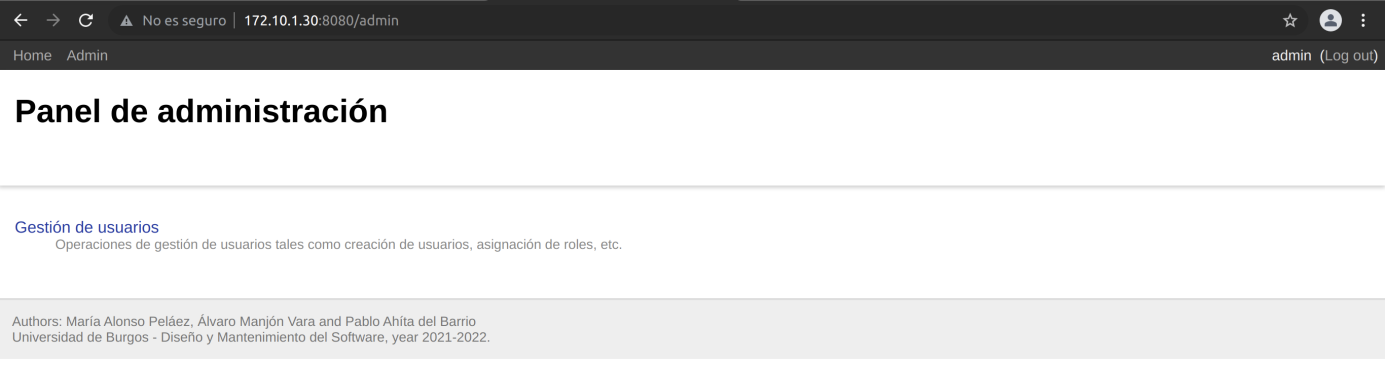 No es seguro 172.10.1.30:8080/admin
Home Admin admin (Log out)
Panel de administración
Gestión de usuarios
Operaciones de gestión de usuarios tales como creación de usuarios, asignación de roles, etc.
Authors: María Alonso Peláez, Álvaro Manjón Vara and Pablo Ahíta del Barrio
Universidad de Burgos - Diseño y Mantenimiento del Software, year 2021-2022.